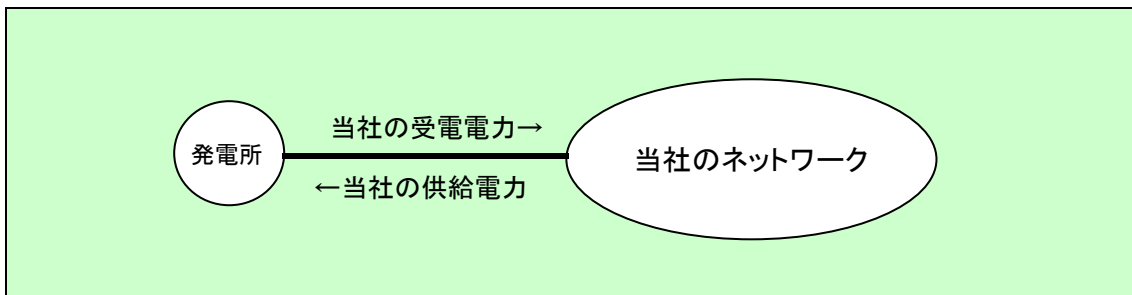 当社の受電電力→
発電所
当社のネットワーク
←当社の供給電力